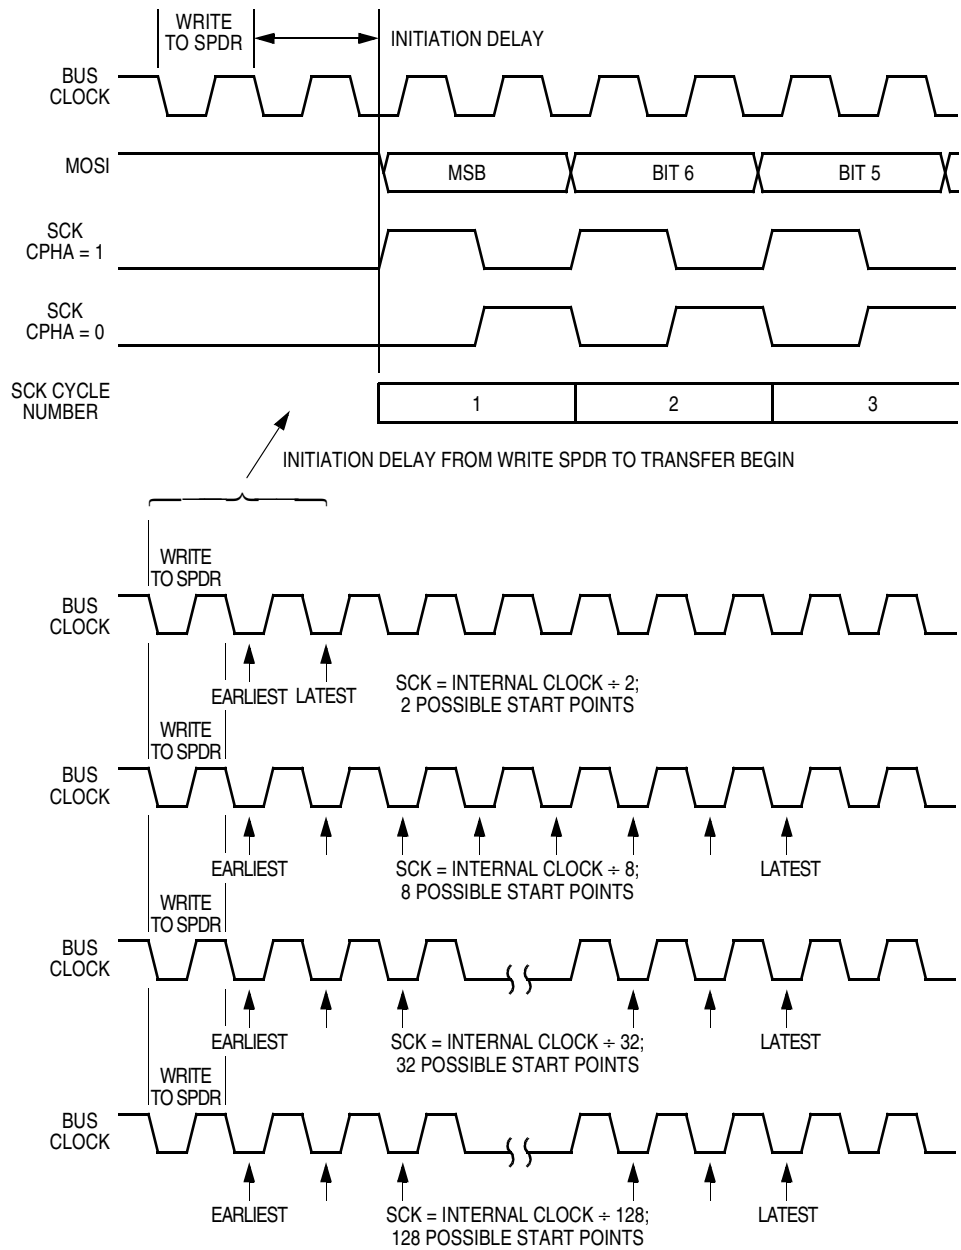 WRITE
TO SPDR
INITIATION DELAY
BUS
CLOCK
MOSI
MSB
BIT 6
BIT 5
SCK
CPHA = 1
SCK
CPHA = 0
SCK CYCLE
NUMBER
1
2
3
INITIATION DELAY FROM WRITE SPDR TO TRANSFER BEGIN
WRITE
TO SPDR
BUS
CLOCK
EARLIEST
LATEST
SCK = INTERNAL CLOCK ÷ 2;
2 POSSIBLE START POINTS
WRITE
TO SPDR
BUS
CLOCK
EARLIEST
SCK = INTERNAL CLOCK ÷ 8;
8 POSSIBLE START POINTS
LATEST
WRITE
TO SPDR
BUS
CLOCK
EARLIEST
SCK = INTERNAL CLOCK ÷ 32;
32 POSSIBLE START POINTS
LATEST
WRITE
TO SPDR
BUS
CLOCK
EARLIEST
SCK = INTERNAL CLOCK ÷ 128;
128 POSSIBLE START POINTS
LATEST